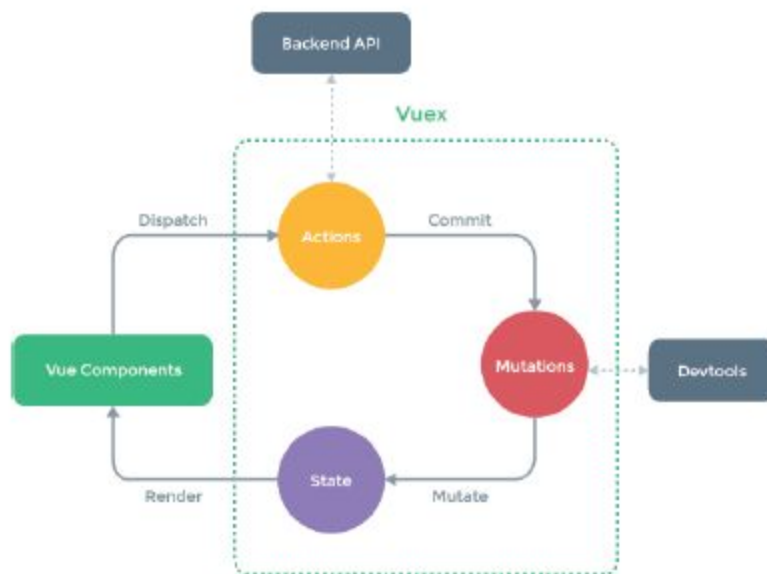 Backend API
Vuex
Dispatch
Actions
Commit
Vue Components
Mutations
Devtools
Render
State
Mutate